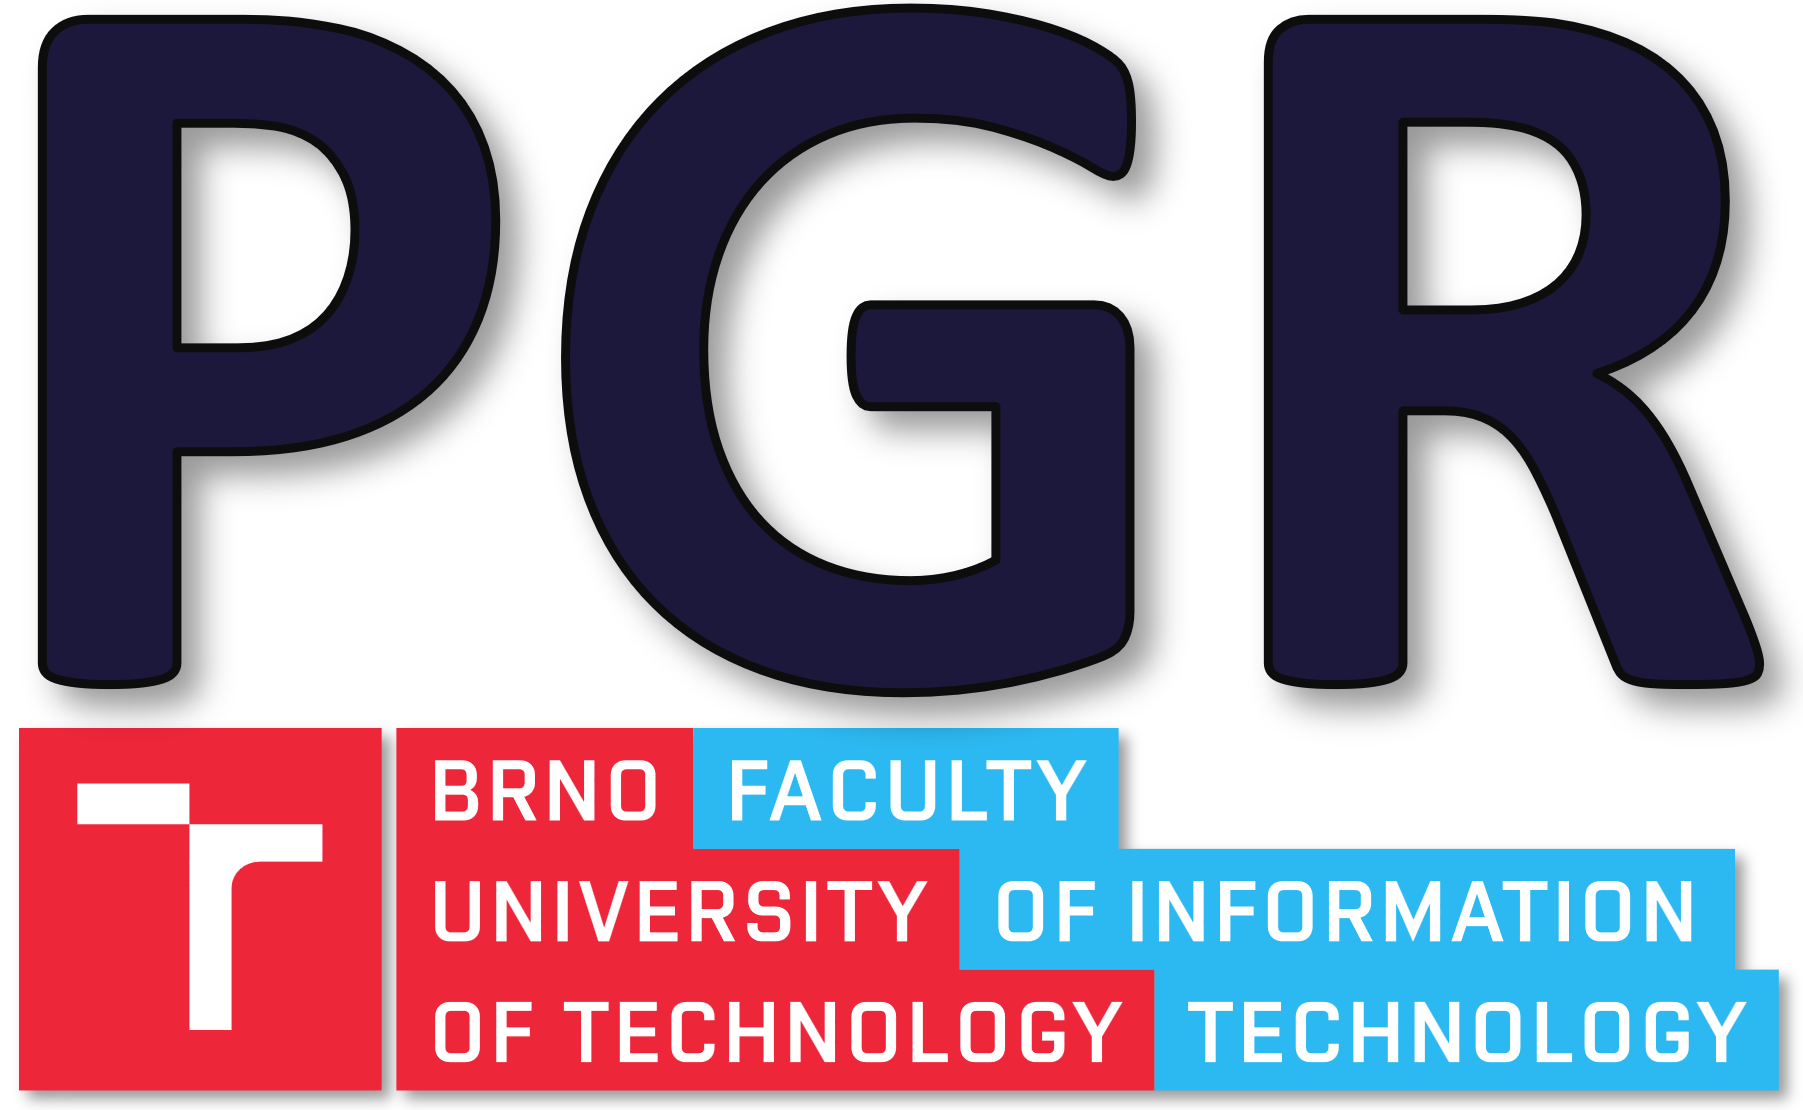 PGR
BRNO FACULTY
UNIVERSITY OF INFORMATION
OF TECHNOLOGY TECHNOLOGY